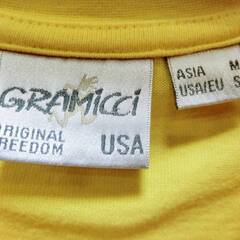 GRAMICCi
ORIGINAL
FREEDOM
USA
ASIA M
USA/EU S